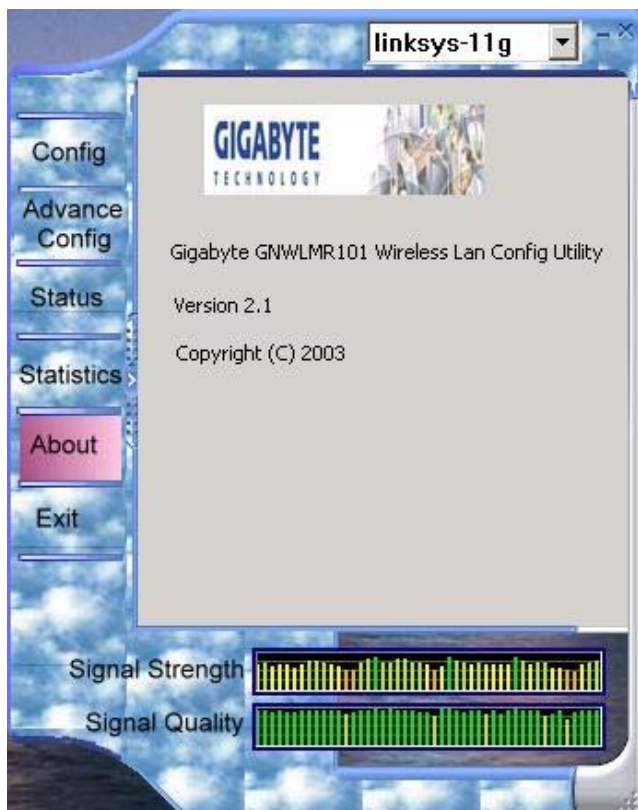 linksys-11g
Config
Advance
Config
Status
Statistics
About
Exit
GIGABYTE
TECHNOLOGY
Gigabyte GNWLMR101 Wireless Lan Config Utility
Version 2.1
Copyright (C) 2003
Signal Strength
Signal Quality